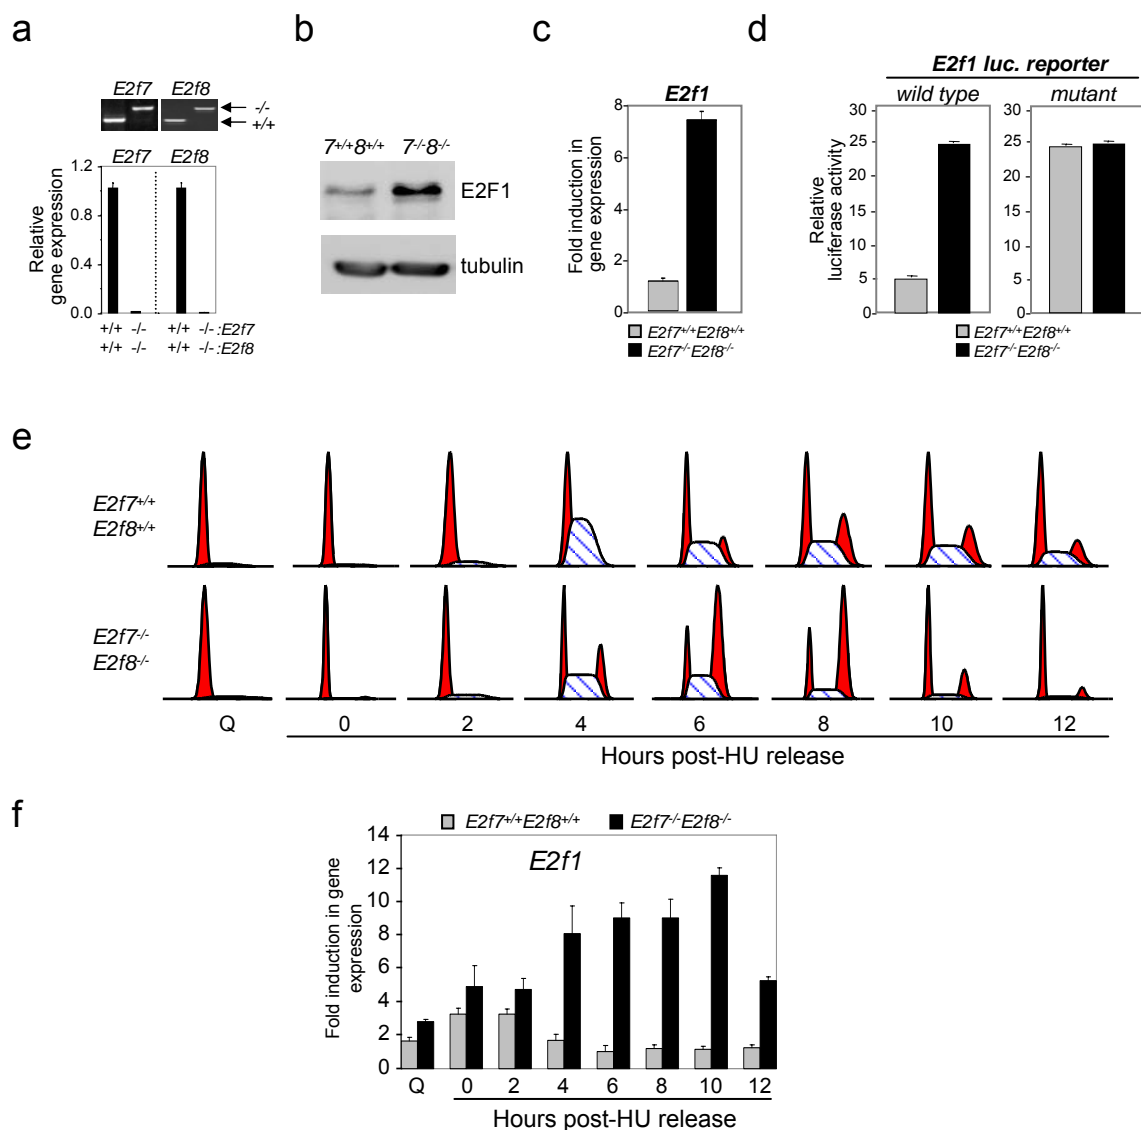 a
E2f7 E2f8
-/-
+/+
E2f7 E2f8
Relative
gene expression
1.2
0.8
0.4
0.0
+/+ -/- +/+ -/- :E2f7
+/+ -/- +/+ -/- :E2f8
b
7+/+8+/+ 7-/-8-/-
E2F1
tubulin
c
E2f1
Fold induction in
gene expression
8
6
4
2
0
E2f7+/+E2f8+/+
E2f7-/-E2f8-/-
d
E2f1 luc. reporter
wild type mutant
Relative
luciferase activity
30
25
20
15
10
5
0
30
25
20
15
10
5
0
E2f7+/+E2f8+/+
E2f7-/-E2f8-/-
e
E2f7+/+
E2f8+/+
E2f7-/-
E2f8-/-
Q 0 2 4 6 8 10 12
Hours post-HU release
f
E2f7+/+E2f8+/+ E2f7-/-E2f8-/-
E2f1
Fold induction in gene
expression
14
12
10
8
6
4
2
0
Q 0 2 4 6 8 10 12
Hours post-HU release